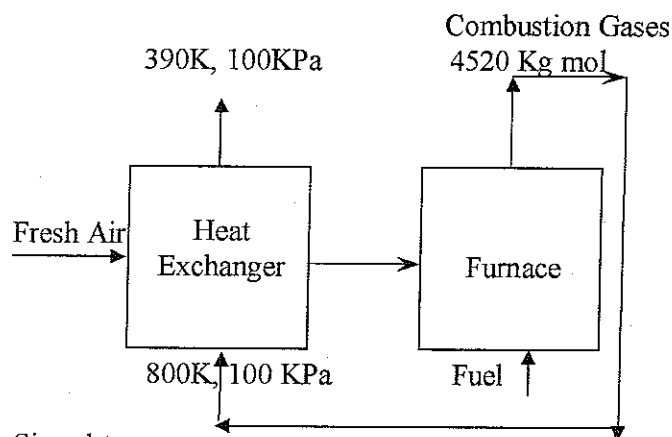 Combustion Gases
390K, 100KPa
4520 Kg mol
Fresh Air
Heat
Exchanger
Furnace
800K, 100 KPa
Fuel